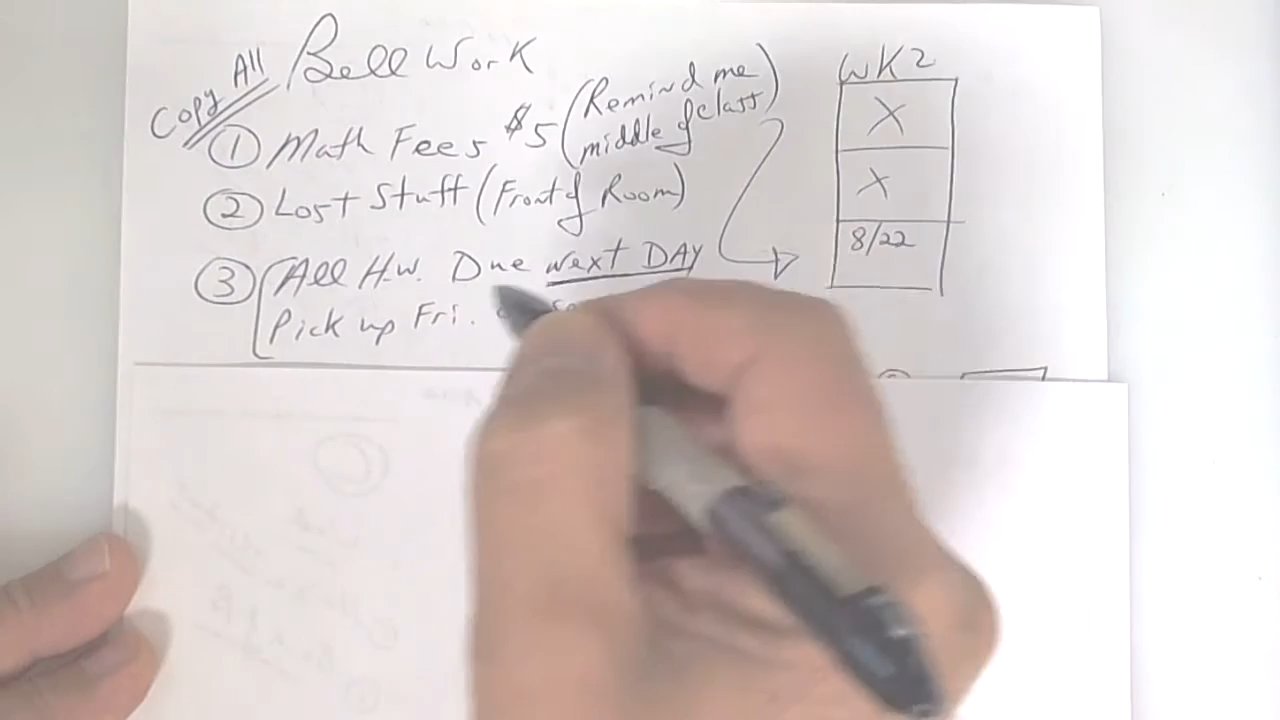 Copy All
Bell Work
① Math Fees $5 (Remind me middle of class)
② Lost Stuff (Front of Room)
③ All H.W. Due Next DAY
Pick up Fri.
WK2
X
X
8/22